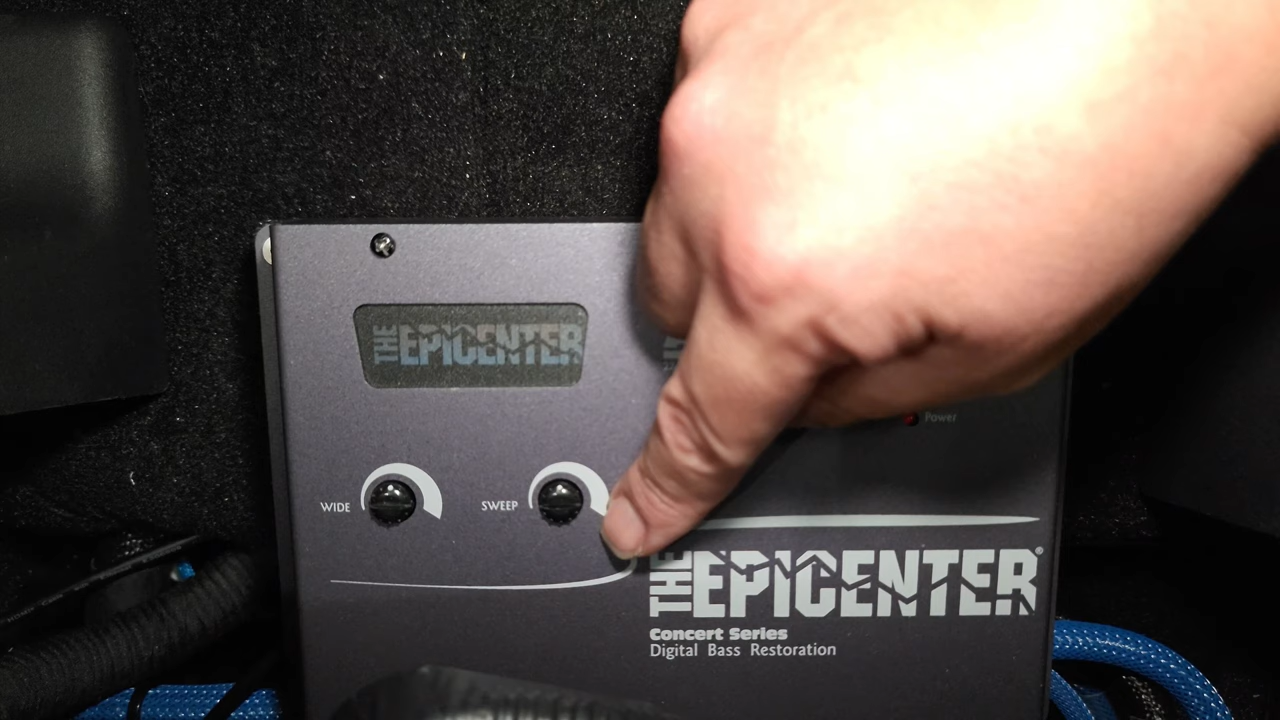 THE EPICENTER
Power
WIDE
SWEEP
THE EPICENTER®
Concert Series
Digital Bass Restoration